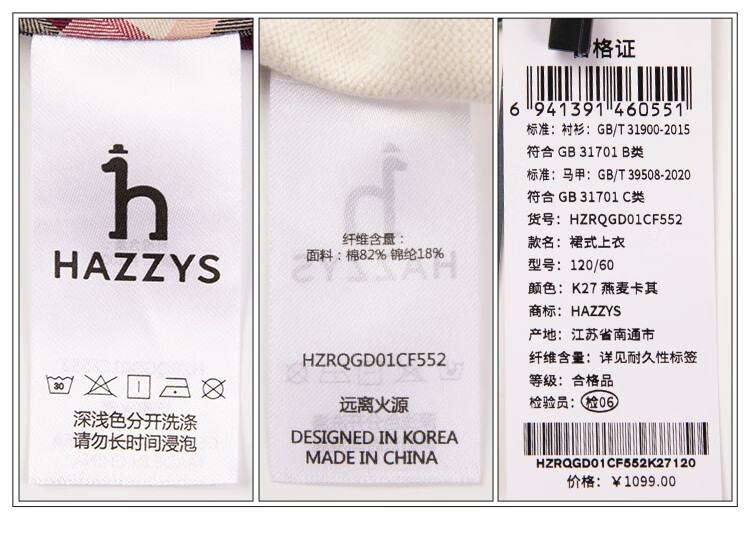 HAZZYS
30
深浅色分开洗涤
请勿长时间浸泡
纤维含量：
面料：棉82% 锦纶18%
HZRQGD01CF552
远离火源
DESIGNED IN KOREA
MADE IN CHINA
合格证
6 941391 460551
标准：衬衫：GB/T 31900-2015
符合 GB 31701 B类
标准：马甲：GB/T 39508-2020
符合 GB 31701 C类
货号：HZRQGD01CF552
款名：裙式上衣
型号：120/60
颜色：K27 燕麦卡其
商标：HAZZYS
产地：江苏省南通市
纤维含量：详见耐久性标签
等级：合格品
检验员：检06
HZRQGD01CF552K27120
价格：￥1099.00